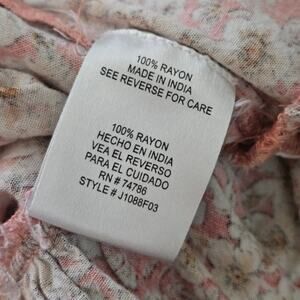 100% RAYON
MADE IN INDIA
SEE REVERSE FOR CARE
100% RAYON
HECHO EN INDIA
VEA EL REVERSO
PARA EL CUIDADO
RN # 74786
STYLE # J1088F03